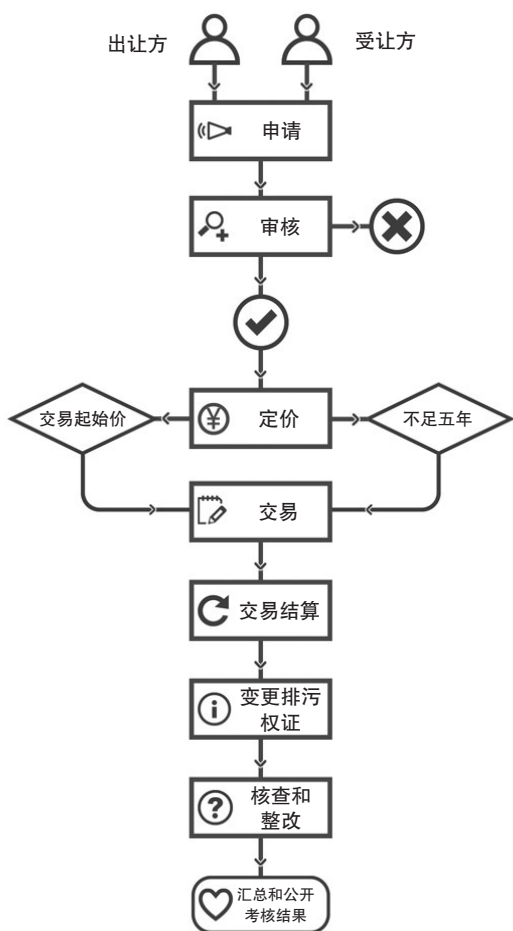 出让方
受让方
申请
审核
交易起始价
定价
不足五年
交易
交易结算
变更排污
权证
核查和
整改
汇总和公开
考核结果